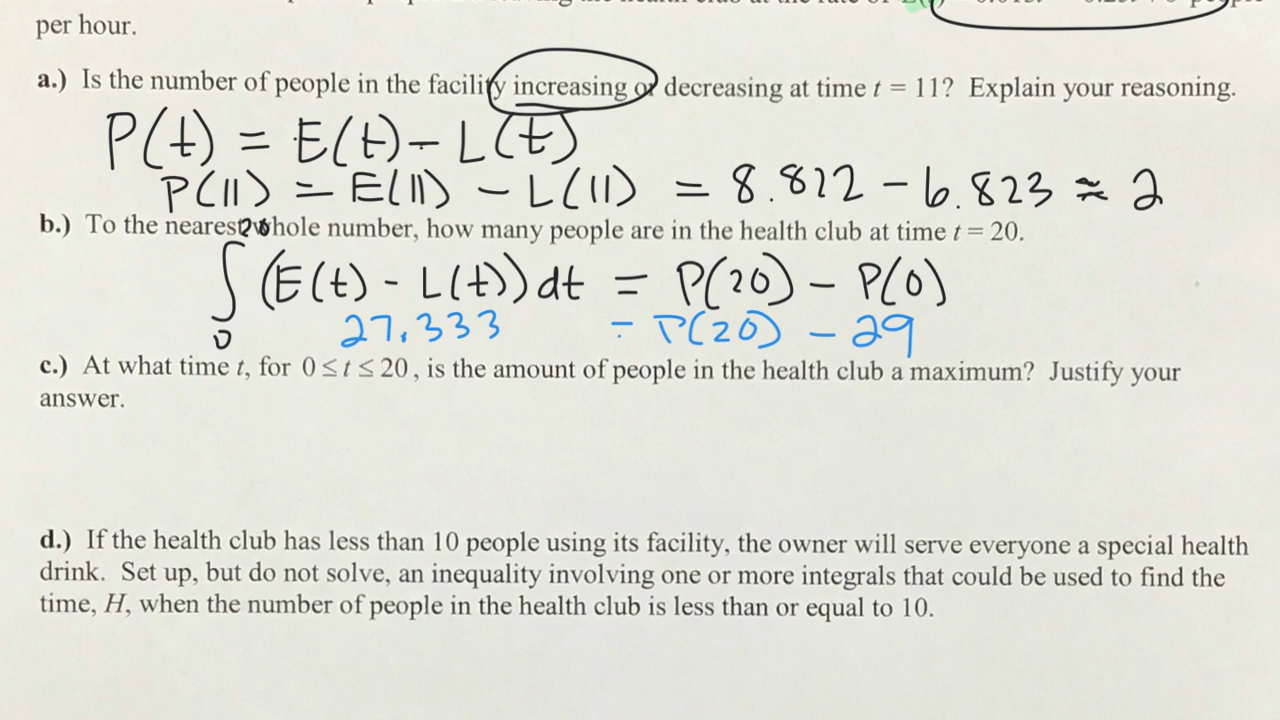 per hour.
a.) Is the number of people in the facility increasing or decreasing at time t = 11? Explain your reasoning.
P(t) = E(t) - L(t)
P(11) = E(11) - L(11) = 8.812 - 6.823 ≈ 2
b.) To the nearest whole number, how many people are in the health club at time t = 20.
20
∫ (E(t) - L(t)) dt = P(20) - P(0)
0
27.333 = P(20) - 29
c.) At what time t, for 0 ≤ t ≤ 20, is the amount of people in the health club a maximum? Justify your
answer.
d.) If the health club has less than 10 people using its facility, the owner will serve everyone a special health
drink. Set up, but do not solve, an inequality involving one or more integrals that could be used to find the
time, H, when the number of people in the health club is less than or equal to 10.